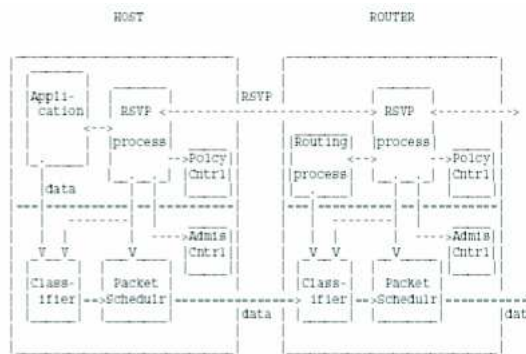 HOST ROUTER
RSVP
Appli-
cation
RSVP
process
Polcy
Cntrl
data
Admis
Cntrl
Class-
ifier
Packet
Schedulr
data
RSVP
process
Routing
process
Polcy
Cntrl
Admis
Cntrl
Class-
ifier
Packet
Schedulr
data